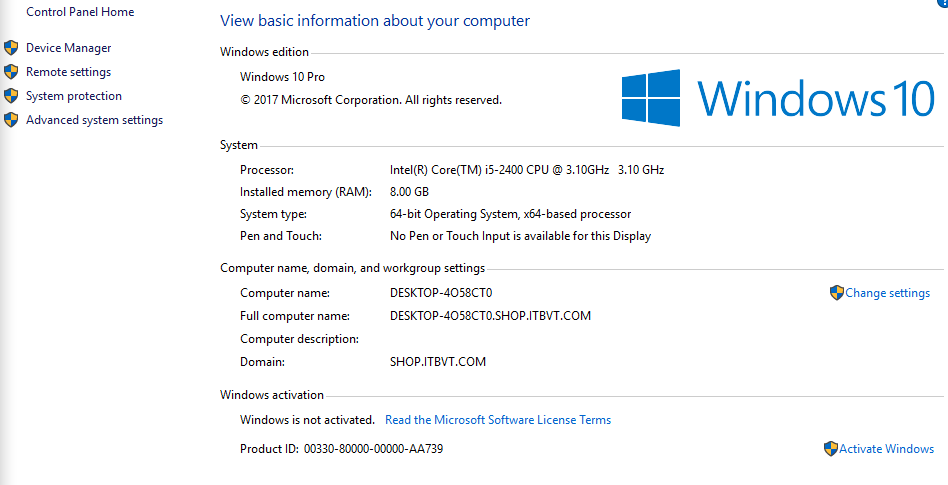 Control Panel Home
Device Manager
Remote settings
System protection
Advanced system settings
View basic information about your computer
Windows edition
Windows 10 Pro
© 2017 Microsoft Corporation. All rights reserved.
Windows 10
System
Processor: Intel(R) Core(TM) i5-2400 CPU @ 3.10GHz 3.10 GHz
Installed memory (RAM): 8.00 GB
System type: 64-bit Operating System, x64-based processor
Pen and Touch: No Pen or Touch Input is available for this Display
Computer name, domain, and workgroup settings
Computer name: DESKTOP-4O58CT0 Change settings
Full computer name: DESKTOP-4O58CT0.SHOP.ITBVT.COM
Computer description:
Domain: SHOP.ITBVT.COM
Windows activation
Windows is not activated. Read the Microsoft Software License Terms
Product ID: 00330-80000-00000-AA739 Activate Windows